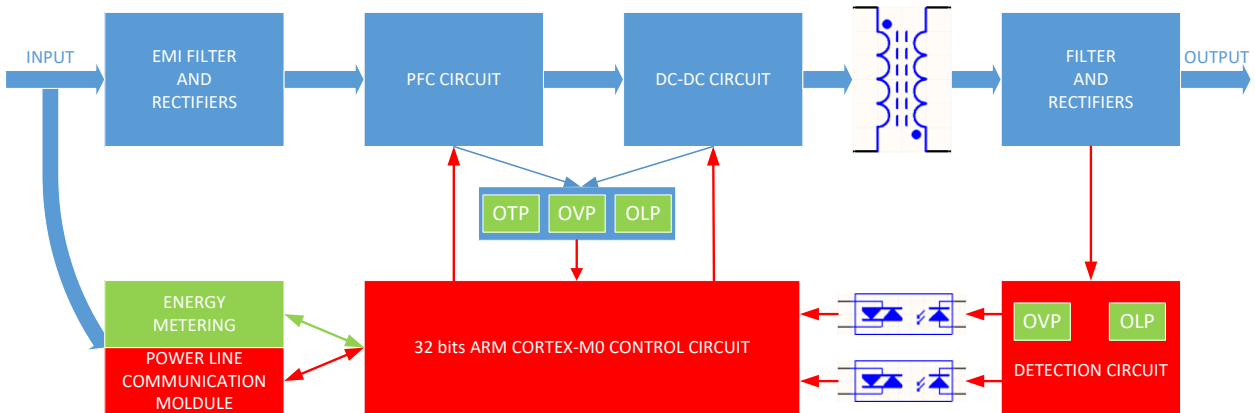 INPUT
EMI FILTER
AND
RECTIFIERS
PFC CIRCUIT
DC-DC CIRCUIT
FILTER
AND
RECTIFIERS
OUTPUT
OTP
OVP
OLP
ENERGY
METERING
POWER LINE
COMMUNICATION
MOLDULE
32 bits ARM CORTEX-M0 CONTROL CIRCUIT
OVP
OLP
DETECTION CIRCUIT